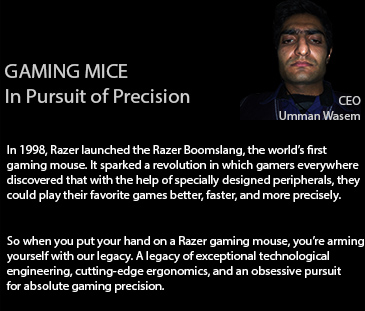 GAMING MICE
In Pursuit of Precision
CEO
Umman Wasem
In 1998, Razer launched the Razer Boomslang, the world's first
gaming mouse. It sparked a revolution in which gamers everywhere
discovered that with the help of specially designed peripherals, they
could play their favorite games better, faster, and more precisely.
So when you put your hand on a Razer gaming mouse, you're arming
yourself with our legacy. A legacy of exceptional technological
engineering, cutting-edge ergonomics, and an obsessive pursuit
for absolute gaming precision.